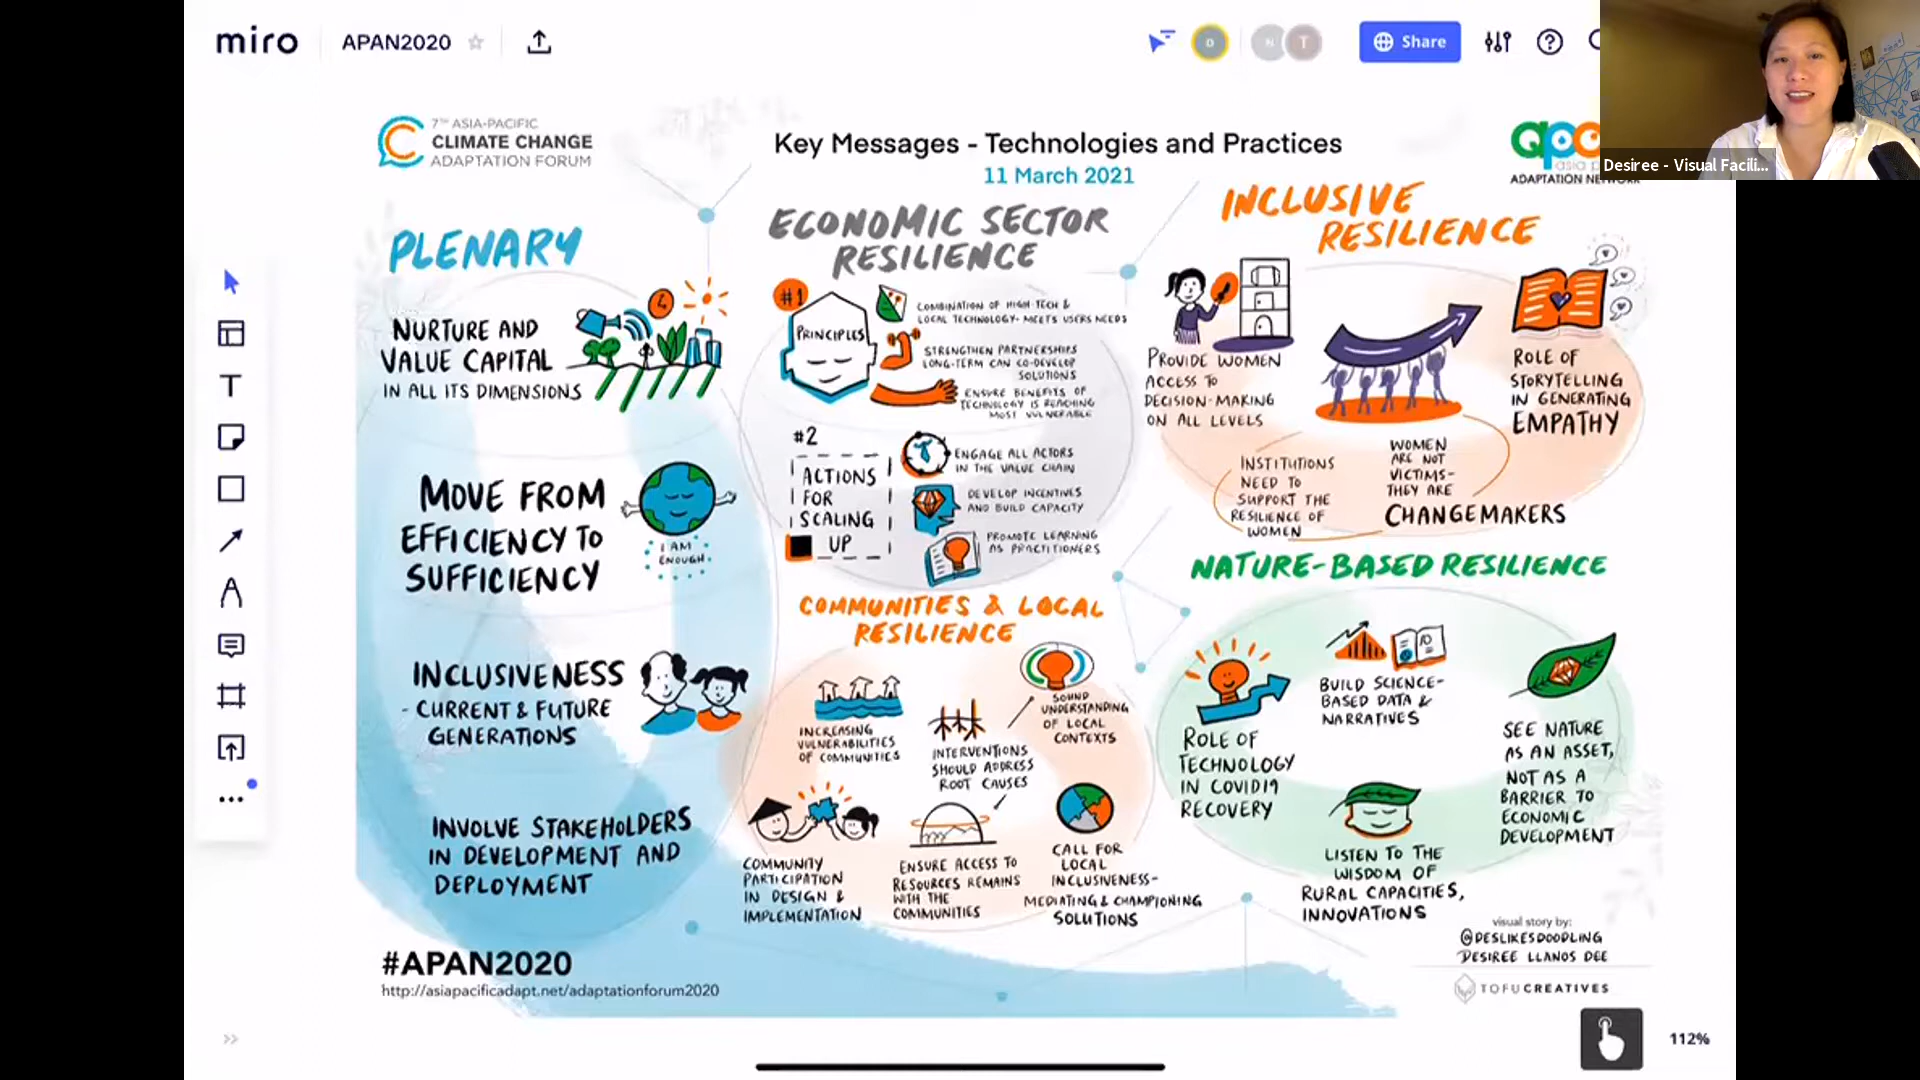 miro
APAN2020
D
N
T
Share
Desiree - Visual Facili...
7TH ASIA-PACIFIC
CLIMATE CHANGE
ADAPTATION FORUM
Key Messages - Technologies and Practices
11 March 2021
PLENARY
NURTURE AND
VALUE CAPITAL
IN ALL ITS DIMENSIONS
MOVE FROM
EFFICIENCY TO
SUFFICIENCY
I AM
ENOUGH
INCLUSIVENESS
- CURRENT & FUTURE
GENERATIONS
INVOLVE STAKEHOLDERS
IN DEVELOPMENT AND
DEPLOYMENT
#APAN2020
http://asiapacificadapt.net/adaptationforum2020
ECONOMIC SECTOR
RESILIENCE
#1
PRINCIPLES
COMBINATION OF HIGH-TECH &
LOCAL TECHNOLOGY- MEETS USERS NEEDS
STRENGTHEN PARTNERSHIPS
LONG-TERM CAN CO-DEVELOP
SOLUTIONS
ENSURE BENEFITS OF
TECHNOLOGY IS REACHING
MOST VULNERABLE
#2
ACTIONS
FOR
SCALING
UP
ENGAGE ALL ACTORS
IN THE VALUE CHAIN
DEVELOP INCENTIVES
AND BUILD CAPACITY
PROMOTE LEARNING
AS PRACTITIONERS
COMMUNITIES & LOCAL
RESILIENCE
INCREASING
VULNERABILITIES
OF COMMUNITIES
INTERVENTIONS
SHOULD ADDRESS
ROOT CAUSES
SOUND
UNDERSTANDING
OF LOCAL
CONTEXTS
COMMUNITY
PARTICIPATION
IN DESIGN &
IMPLEMENTATION
ENSURE ACCESS TO
RESOURCES REMAINS
WITH THE
COMMUNITIES
CALL FOR
LOCAL
INCLUSIVENESS-
MEDIATING & CHAMPIONING
SOLUTIONS
ADAPTATION NETWORK
INCLUSIVE
RESILIENCE
PROVIDE WOMEN
ACCESS TO
DECISION-MAKING
ON ALL LEVELS
INSTITUTIONS
NEED TO
SUPPORT THE
RESILIENCE OF
WOMEN
WOMEN
ARE NOT
VICTIMS-
THEY ARE
CHANGEMAKERS
ROLE OF
STORYTELLING
IN GENERATING
EMPATHY
NATURE-BASED RESILIENCE
ROLE OF
TECHNOLOGY
IN COVID19
RECOVERY
BUILD SCIENCE-
BASED DATA &
NARRATIVES
LISTEN TO THE
WISDOM OF
RURAL CAPACITIES,
INNOVATIONS
SEE NATURE
AS AN ASSET,
NOT AS A
BARRIER TO
ECONOMIC
DEVELOPMENT
visual story by:
@DESLIKESDOODLING
DESIREE LLANOS DEE
TOFUCREATIVES
112%